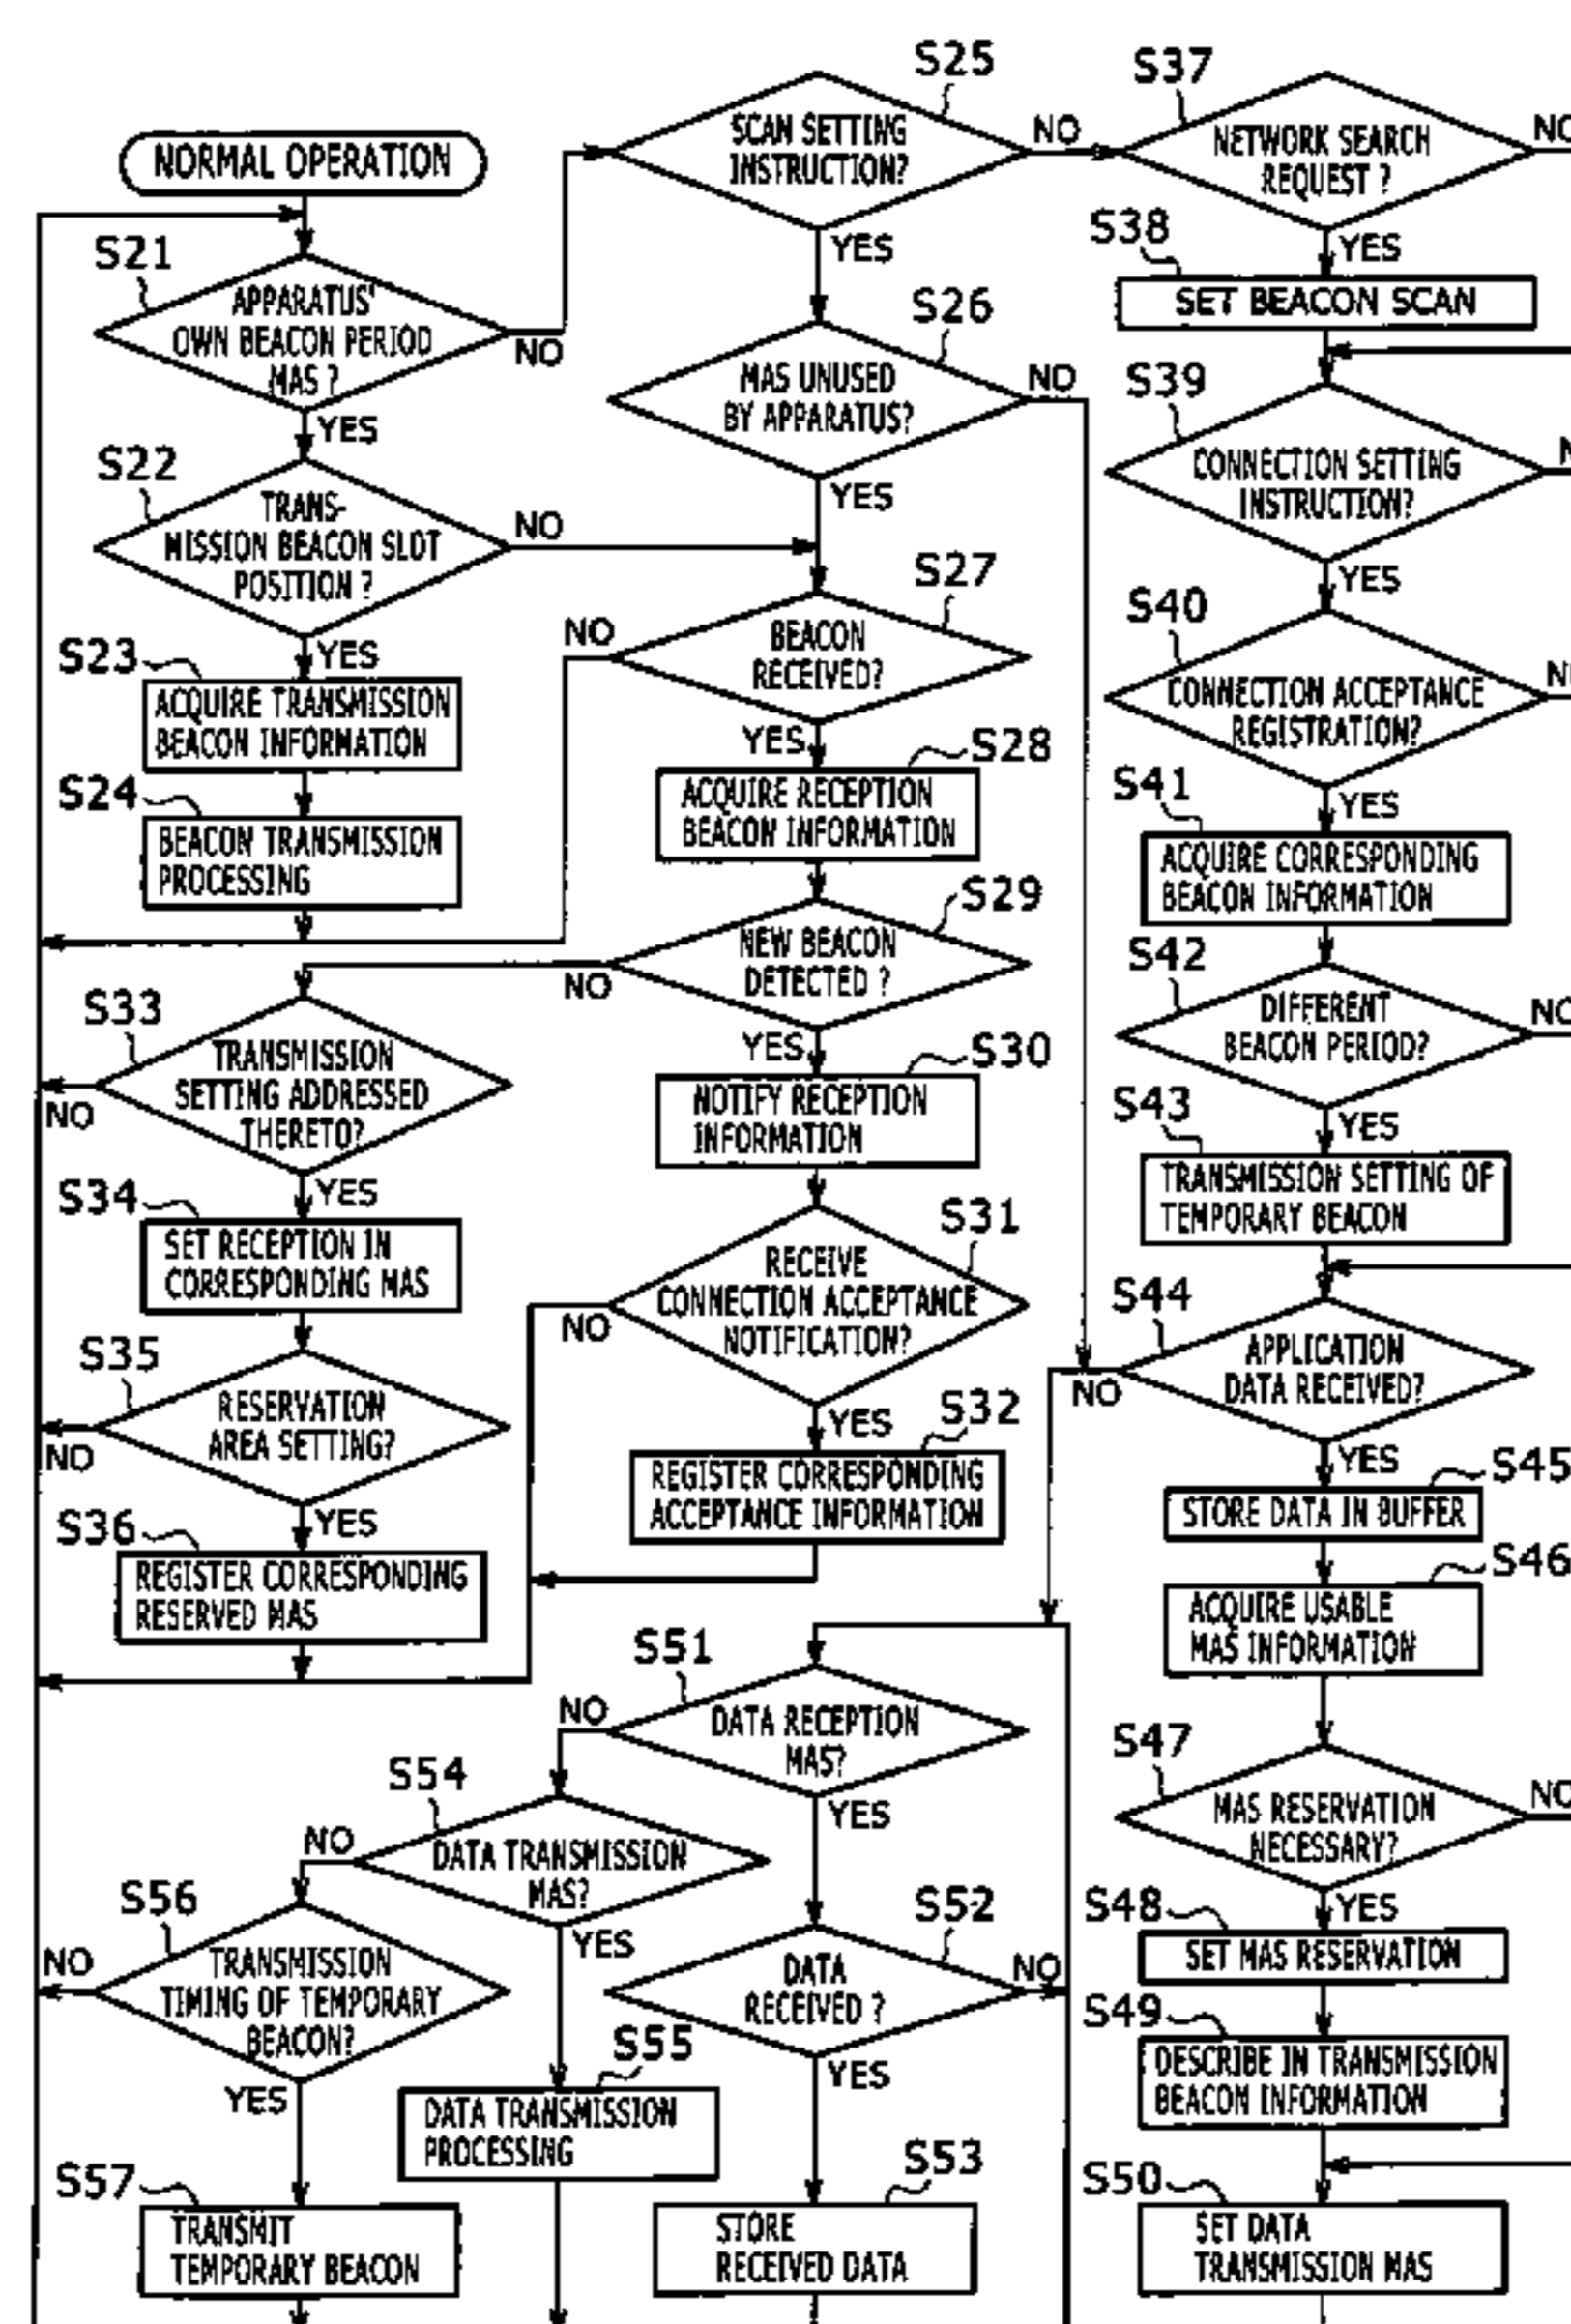 NORMAL OPERATION
S21
APPARATUS'
OWN BEACON PERIOD
MAS ?
NO
YES
S22
TRANS-
MISSION BEACON SLOT
POSITION ?
NO
YES
S23
ACQUIRE TRANSMISSION
BEACON INFORMATION
S24
BEACON TRANSMISSION
PROCESSING
S25
SCAN SETTING
INSTRUCTION?
NO
YES
S26
MAS UNUSED
BY APPARATUS?
NO
YES
S27
BEACON
RECEIVED?
NO
YES
S28
ACQUIRE RECEPTION
BEACON INFORMATION
S29
NEW BEACON
DETECTED ?
NO
YES
S30
NOTIFY RECEPTION
INFORMATION
S31
RECEIVE
CONNECTION ACCEPTANCE
NOTIFICATION?
NO
YES
S32
REGISTER CORRESPONDING
ACCEPTANCE INFORMATION
S33
TRANSMISSION
SETTING ADDRESSED
THERETO?
NO
YES
S34
SET RECEPTION IN
CORRESPONDING MAS
S35
RESERVATION
AREA SETTING?
NO
YES
S36
REGISTER CORRESPONDING
RESERVED MAS
S37
NETWORK SEARCH
REQUEST ?
NO
YES
S38
SET BEACON SCAN
S39
CONNECTION SETTING
INSTRUCTION?
N
YES
S40
CONNECTION ACCEPTANCE
REGISTRATION?
N
YES
S41
ACQUIRE CORRESPONDING
BEACON INFORMATION
S42
DIFFERENT
BEACON PERIOD?
NO
YES
S43
TRANSMISSION SETTING OF
TEMPORARY BEACON
S44
APPLICATION
DATA RECEIVED?
NO
YES
S45
STORE DATA IN BUFFER
S46
ACQUIRE USABLE
MAS INFORMATION
S47
MAS RESERVATION
NECESSARY?
NO
YES
S48
SET MAS RESERVATION
S49
DESCRIBE IN TRANSMISSION
BEACOM INFORMATION
S50
SET DATA
TRANSMISSION MAS
S51
DATA RECEPTION
MAS?
NO
YES
S52
DATA
RECEIVED ?
NO
YES
S53
STORE
RECEIVED DATA
S54
DATA TRANSMISSION
MAS?
NO
YES
S55
DATA TRANSMISSION
PROCESSING
S56
TRANSMISSION
TIMING OF TEMPORARY
BEACON?
NO
YES
S57
TRANSMIT
TEMPORARY BEACON